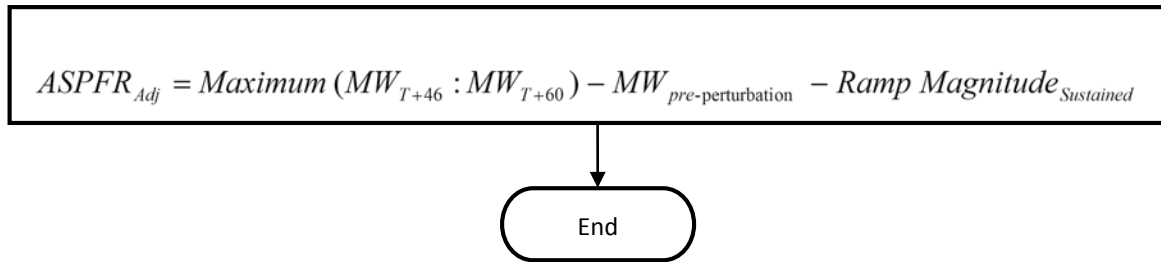 ASPFR_Adj = Maximum (MW_T+46 : MW_T+60) − MW_pre-perturbation − Ramp Magnitude_Sustained
End